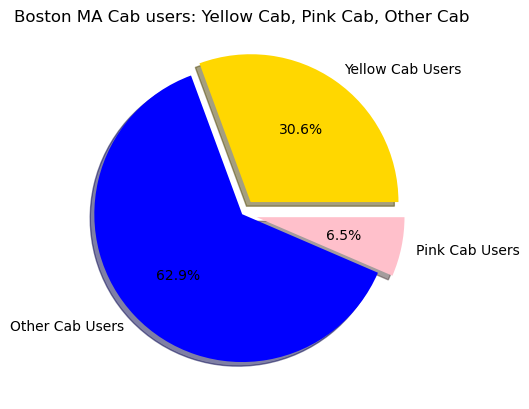 Boston MA Cab users: Yellow Cab, Pink Cab, Other Cab
Yellow Cab Users
30.6%
6.5%
Pink Cab Users
62.9%
Other Cab Users